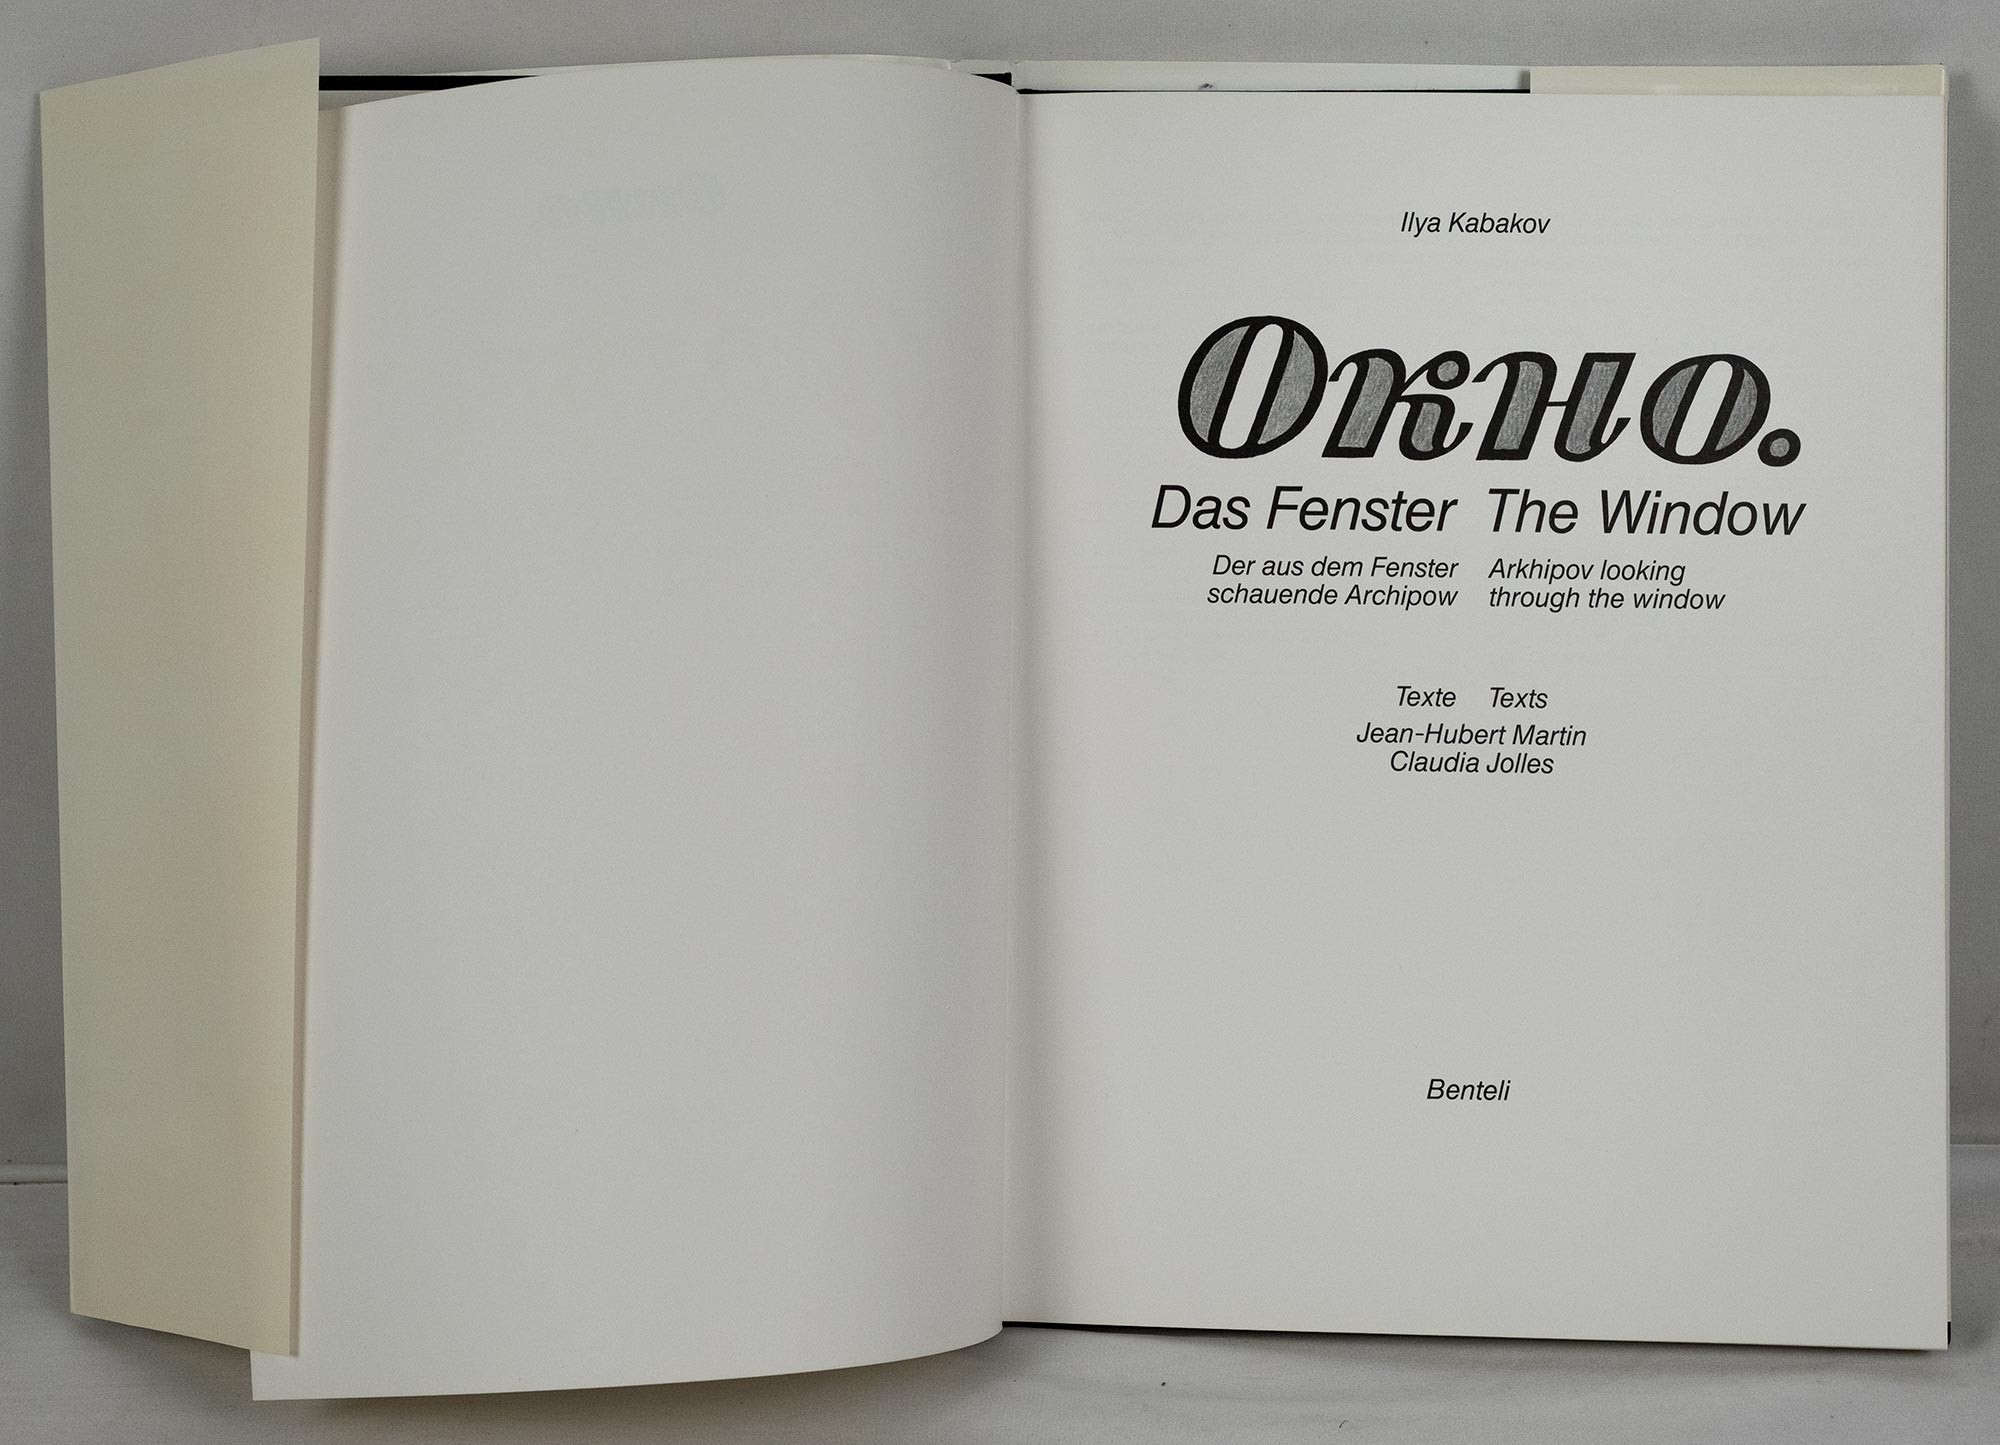 Ilya Kabakov
Окно.
Das Fenster The Window
Der aus dem Fenster Arkhipov looking
schauende Archipow through the window
Texte Texts
Jean-Hubert Martin
Claudia Jolles
Benteli